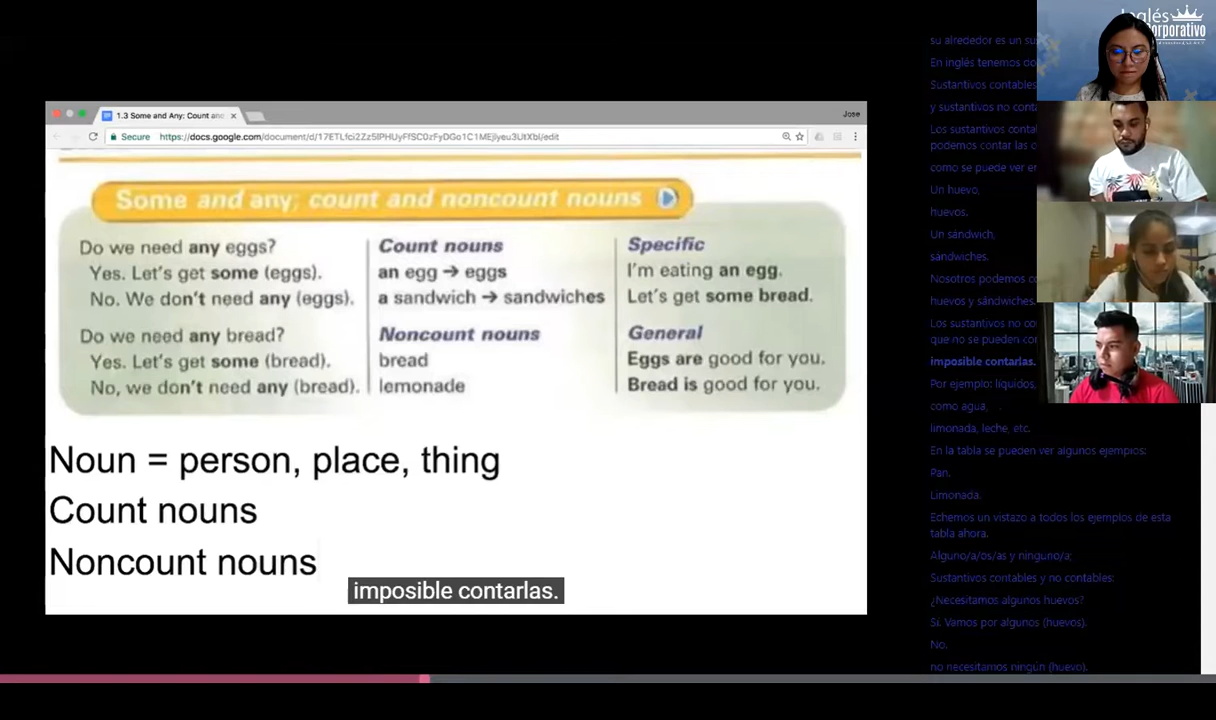 1.3 Some and Any: Count and
Jose
Secure
https://docs.google.com/document/d/17ETLfci2Zz5IPHUyFfSC0zFyDGo1C1MEjlyeu3UtXbI/edit
Some and any; count and noncount nouns
Do we need any eggs?
Yes. Let's get some (eggs).
No. We don't need any (eggs).
Do we need any bread?
Yes. Let's get some (bread).
No, we don't need any (bread).
Count nouns
an egg → eggs
a sandwich → sandwiches
Noncount nouns
bread
lemonade
Specific
I'm eating an egg.
Let's get some bread.
General
Eggs are good for you.
Bread is good for you.
Noun = person, place, thing
Count nouns
Noncount nouns
imposible contarlas.
Inglés
Corporativo
su alrededor es un
En inglés tenemos
Sustantivos contables
y sustantivos no
Los sustantivos
podemos contar las
como se puede ver
Un huevo,
huevos.
Un sándwich,
sándwiches.
Nosotros podemos
huevos y sándwiches.
Los sustantivos no
que no se pueden
imposible contarlas.
Por ejemplo: líquidos,
como agua, .
limonada, leche, etc.
En la tabla se pueden ver algunos ejemplos:
Pan.
Limonada.
Echemos un vistazo a todos los ejemplos de esta
tabla ahora.
Alguno/a/os/as y ninguno/a;
Sustantivos contables y no contables:
¿Necesitamos algunos huevos?
Sí. Vamos por algunos (huevos).
No.
no necesitamos ningún (huevo).